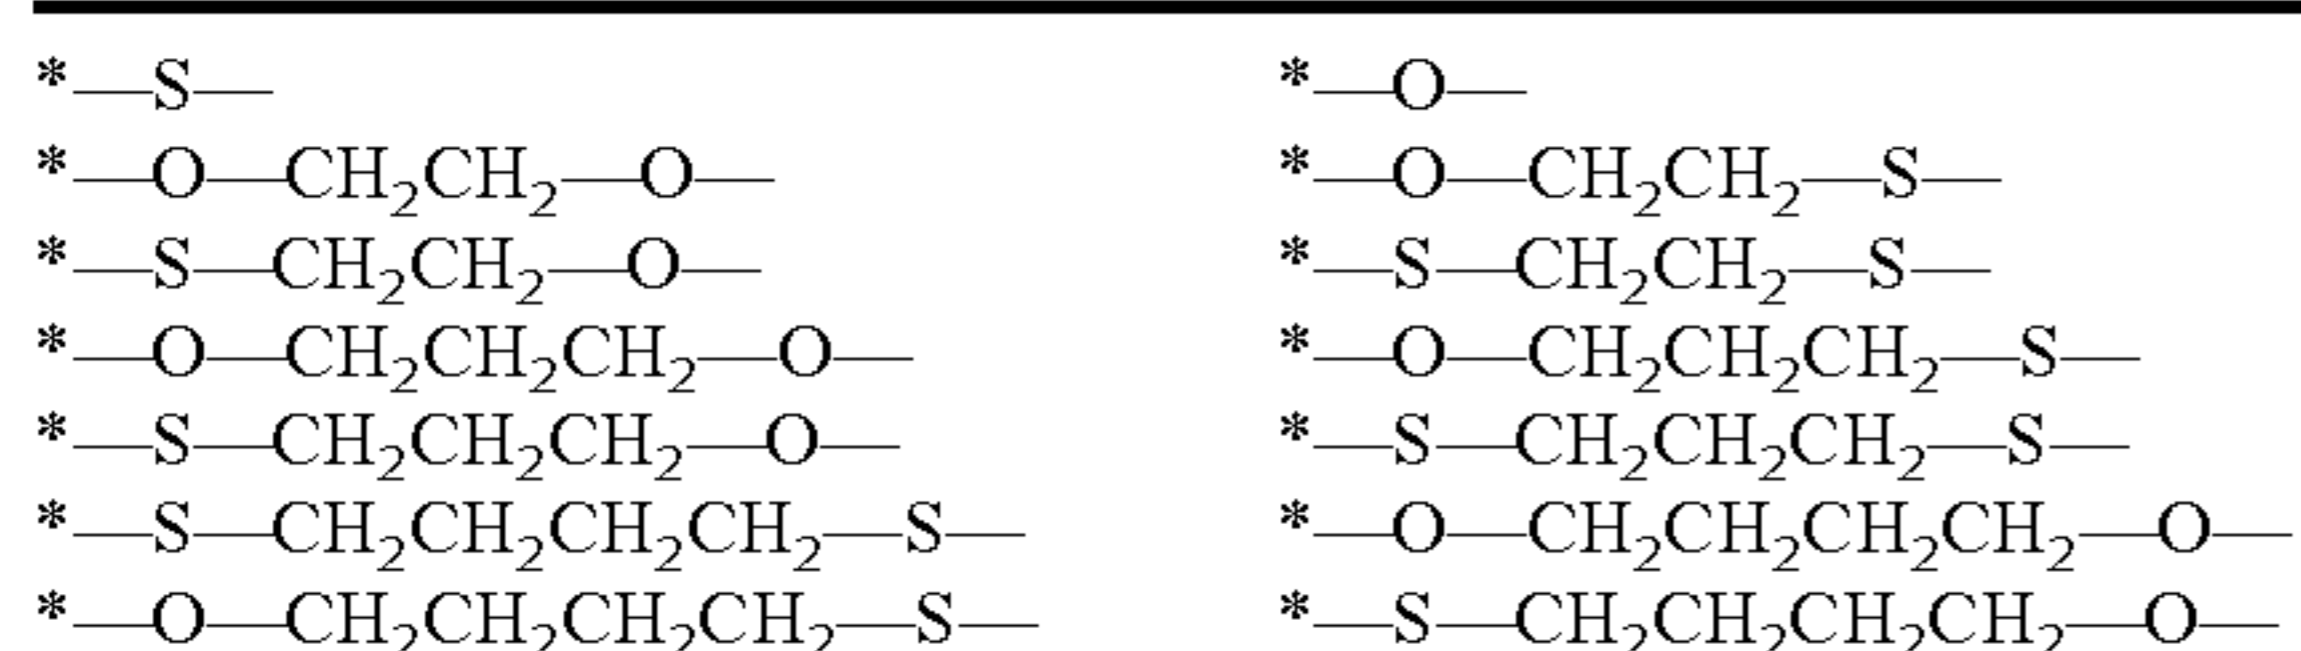 *—S— *—O—
*—O—CH₂CH₂—O— *—O—CH₂CH₂—S—
*—S—CH₂CH₂—O— *—S—CH₂CH₂—S—
*—O—CH₂CH₂CH₂—O— *—O—CH₂CH₂CH₂—S—
*—S—CH₂CH₂CH₂—O— *—S—CH₂CH₂CH₂—S—
*—S—CH₂CH₂CH₂CH₂—S— *—O—CH₂CH₂CH₂CH₂—O—
*—O—CH₂CH₂CH₂CH₂—S— *—S—CH₂CH₂CH₂CH₂—O—